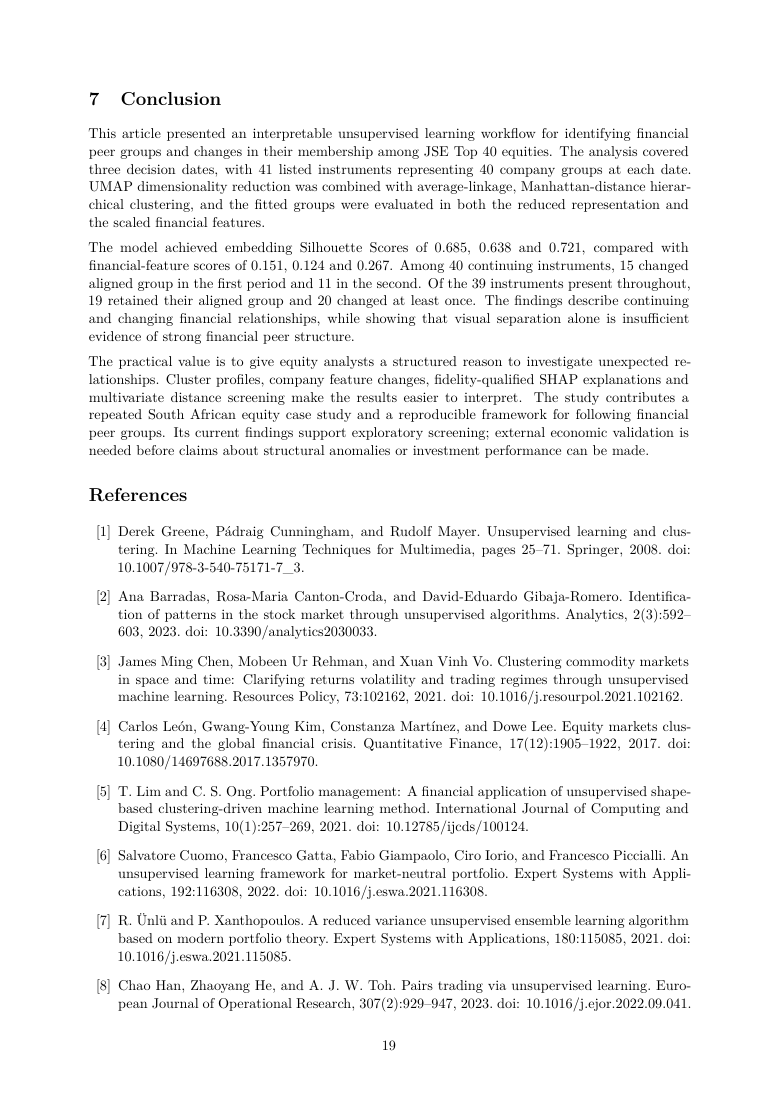 7 Conclusion
This article presented an interpretable unsupervised learning workflow for identifying financial
peer groups and changes in their membership among JSE Top 40 equities. The analysis covered
three decision dates, with 41 listed instruments representing 40 company groups at each date.
UMAP dimensionality reduction was combined with average-linkage, Manhattan-distance hierar-
chical clustering, and the fitted groups were evaluated in both the reduced representation and
the scaled financial features.
The model achieved embedding Silhouette Scores of 0.685, 0.638 and 0.721, compared with
financial-feature scores of 0.151, 0.124 and 0.267. Among 40 continuing instruments, 15 changed
aligned group in the first period and 11 in the second. Of the 39 instruments present throughout,
19 retained their aligned group and 20 changed at least once. The findings describe continuing
and changing financial relationships, while showing that visual separation alone is insufficient
evidence of strong financial peer structure.
The practical value is to give equity analysts a structured reason to investigate unexpected re-
lationships. Cluster profiles, company feature changes, fidelity-qualified SHAP explanations and
multivariate distance screening make the results easier to interpret. The study contributes a
repeated South African equity case study and a reproducible framework for following financial
peer groups. Its current findings support exploratory screening; external economic validation is
needed before claims about structural anomalies or investment performance can be made.
References
[1] Derek Greene, Pádraig Cunningham, and Rudolf Mayer. Unsupervised learning and clus-
tering. In Machine Learning Techniques for Multimedia, pages 25–71. Springer, 2008. doi:
10.1007/978-3-540-75171-7_3.
[2] Ana Barradas, Rosa-Maria Canton-Croda, and David-Eduardo Gibaja-Romero. Identifica-
tion of patterns in the stock market through unsupervised algorithms. Analytics, 2(3):592–
603, 2023. doi: 10.3390/analytics2030033.
[3] James Ming Chen, Mobeen Ur Rehman, and Xuan Vinh Vo. Clustering commodity markets
in space and time: Clarifying returns volatility and trading regimes through unsupervised
machine learning. Resources Policy, 73:102162, 2021. doi: 10.1016/j.resourpol.2021.102162.
[4] Carlos León, Gwang-Young Kim, Constanza Martínez, and Dowe Lee. Equity markets clus-
tering and the global financial crisis. Quantitative Finance, 17(12):1905–1922, 2017. doi:
10.1080/14697688.2017.1357970.
[5] T. Lim and C. S. Ong. Portfolio management: A financial application of unsupervised shape-
based clustering-driven machine learning method. International Journal of Computing and
Digital Systems, 10(1):257–269, 2021. doi: 10.12785/ijcds/100124.
[6] Salvatore Cuomo, Francesco Gatta, Fabio Giampaolo, Ciro Iorio, and Francesco Piccialli. An
unsupervised learning framework for market-neutral portfolio. Expert Systems with Appli-
cations, 192:116308, 2022. doi: 10.1016/j.eswa.2021.116308.
[7] R. Ünlü and P. Xanthopoulos. A reduced variance unsupervised ensemble learning algorithm
based on modern portfolio theory. Expert Systems with Applications, 180:115085, 2021. doi:
10.1016/j.eswa.2021.115085.
[8] Chao Han, Zhaoyang He, and A. J. W. Toh. Pairs trading via unsupervised learning. Euro-
pean Journal of Operational Research, 307(2):929–947, 2023. doi: 10.1016/j.ejor.2022.09.041.
19